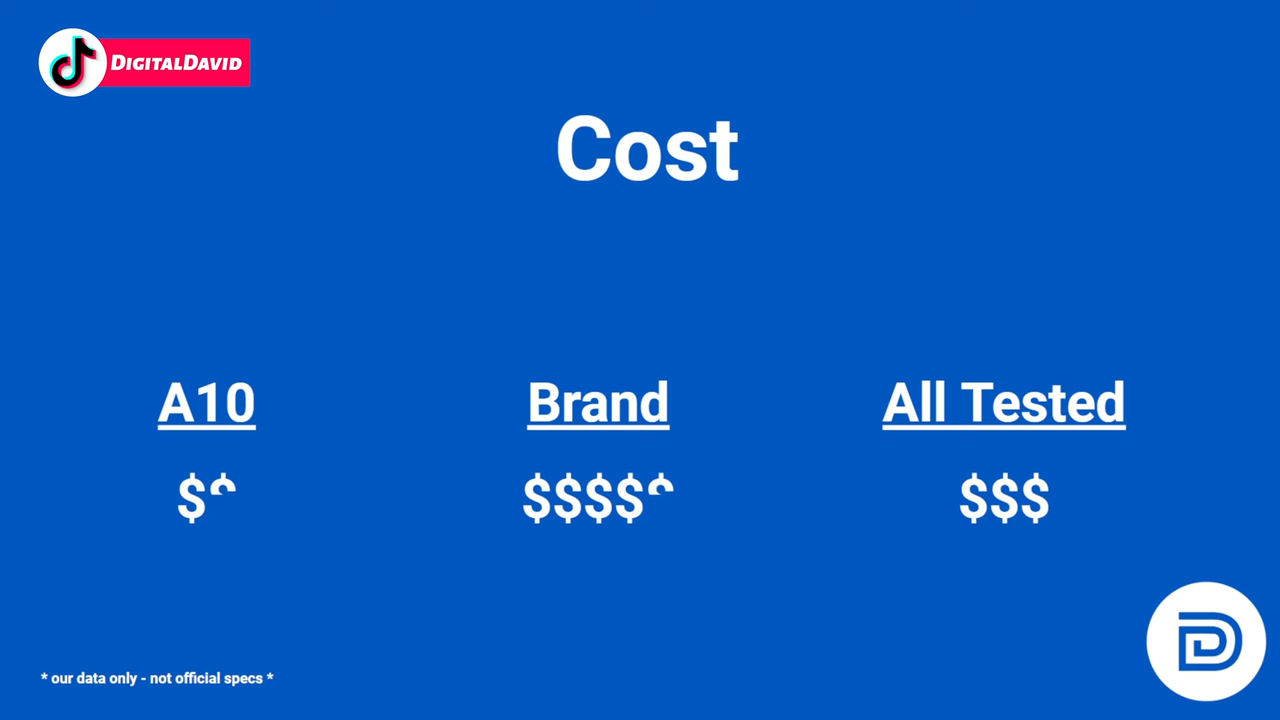 DIGITALDAVID
Cost
A10 Brand All Tested
$$ $$$$$ $$$
* our data only - not official specs *